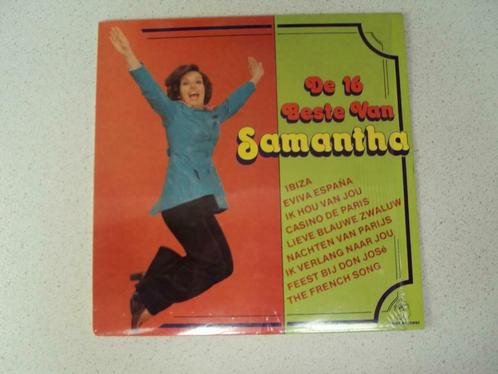 De 16
Beste Van
Samantha
IBIZA
EVIVA ESPAÑA
IK HOU VAN JOU
CASINO DE PARIS
LIEVE BLAUWE ZWALUW
NACHTEN VAN PARIJS
IK VERLANG NAAR JOU
FEEST BIJ DON JOSé
THE FRENCH SONG